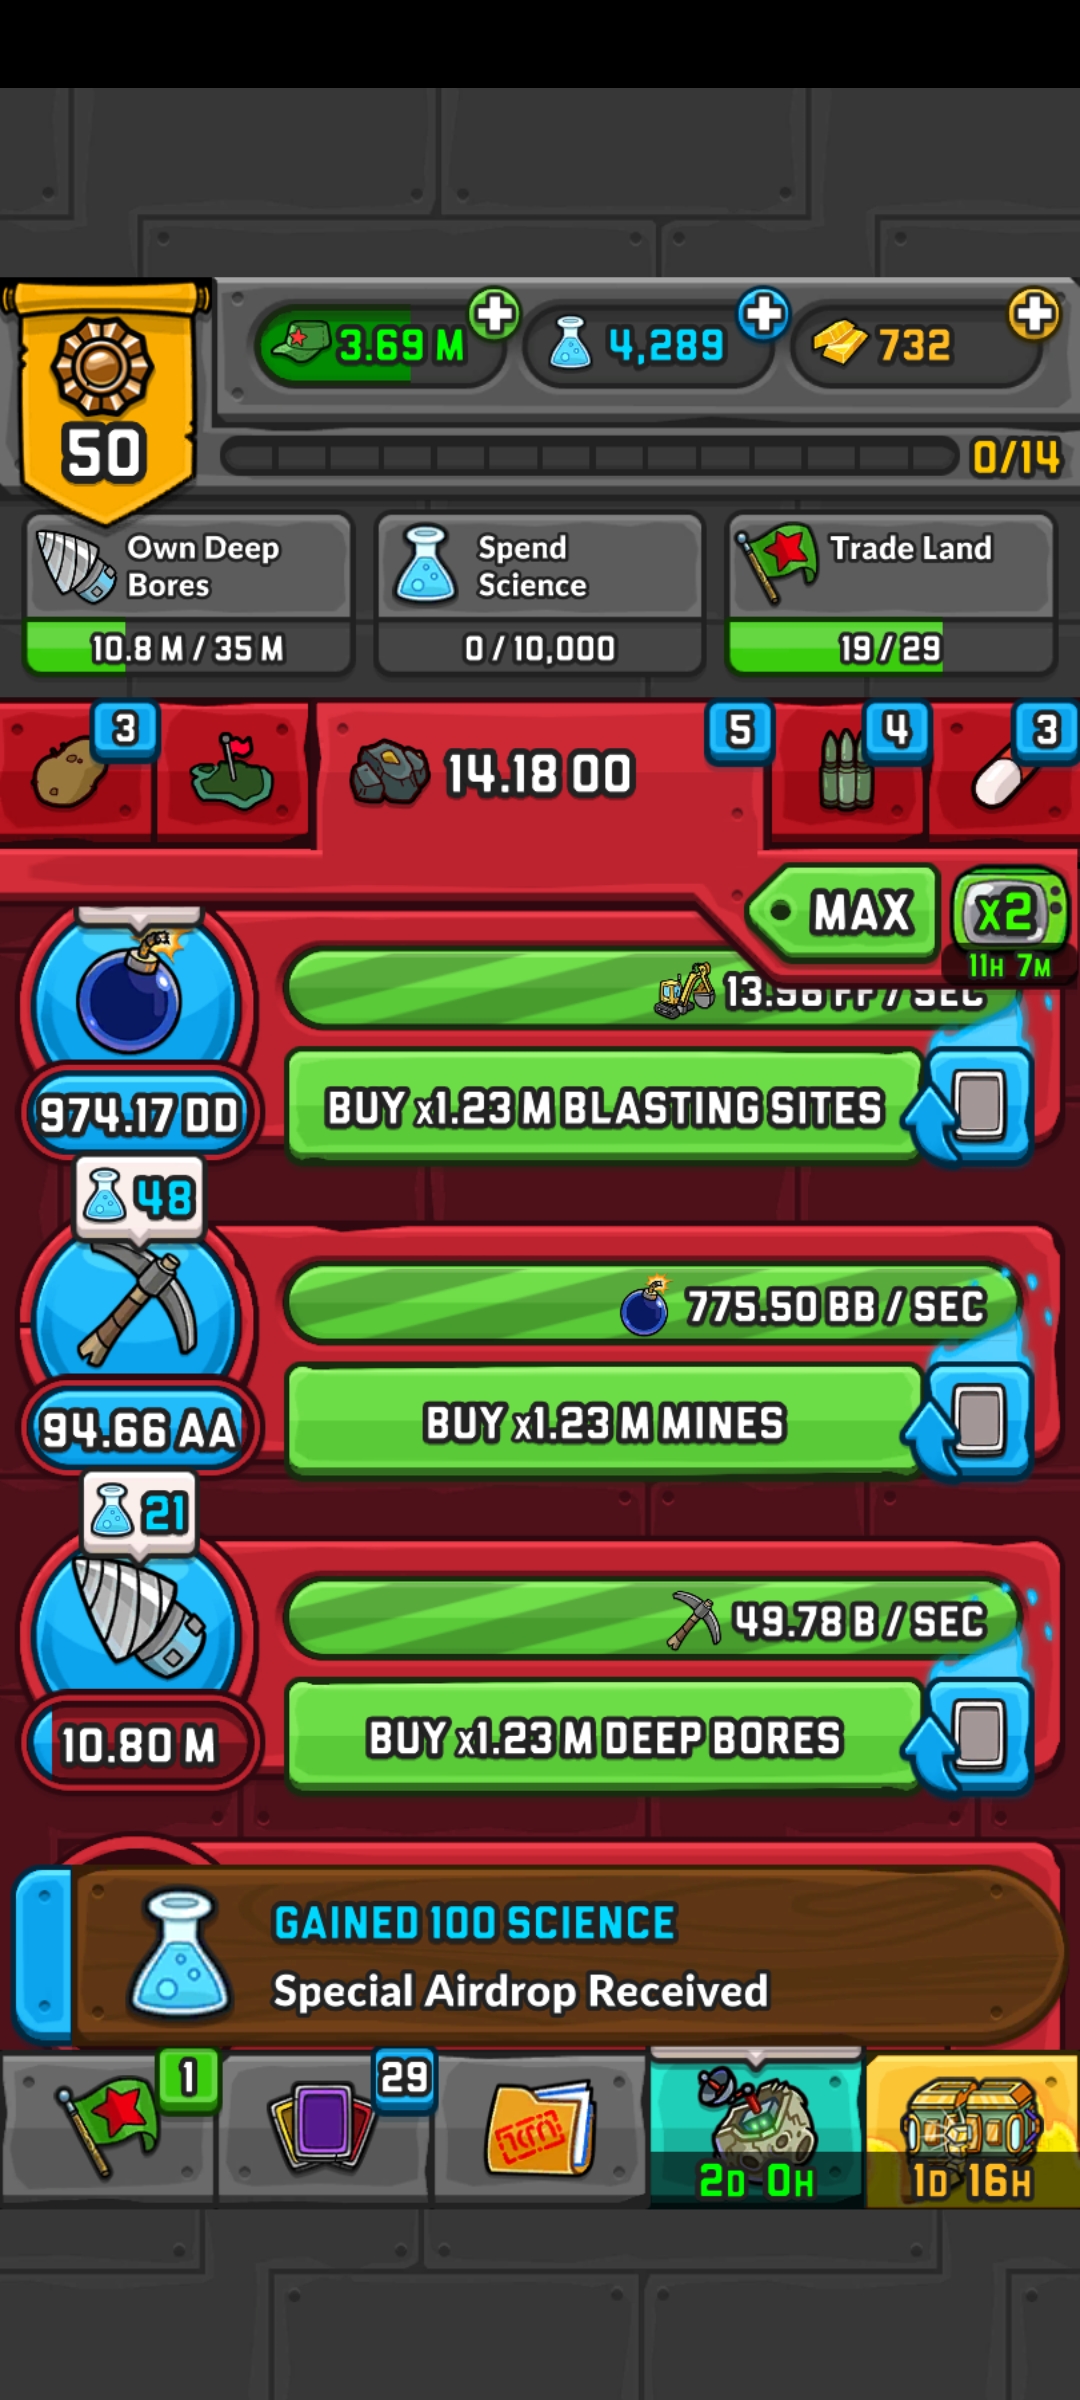 3.69 M
4,289
732
50
0/14
Own Deep
Bores
Spend
Science
Trade Land
10.8 M / 35 M
0 / 10,000
19 / 29
3
14.18 OO
5
4
3
MAX
x2
11H 7M
/ SEC
974.17 DD
BUY x1.23 M BLASTING SITES
48
775.50 BB / SEC
94.66 AA
BUY x1.23 M MINES
21
49.78 B / SEC
10.80 M
BUY x1.23 M DEEP BORES
GAINED 100 SCIENCE
Special Airdrop Received
1
29
2D 0H
1D 16H